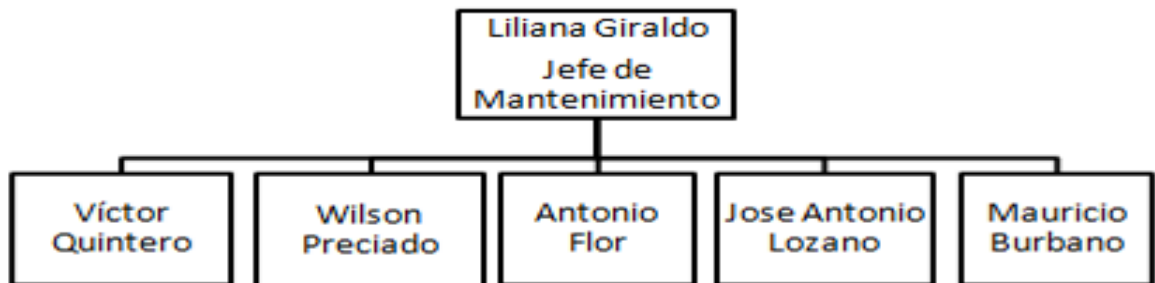 Liliana Giraldo
Jefe de
Mantenimiento
Víctor
Quintero
Wilson
Preciado
Antonio
Flor
Jose Antonio
Lozano
Mauricio
Burbano